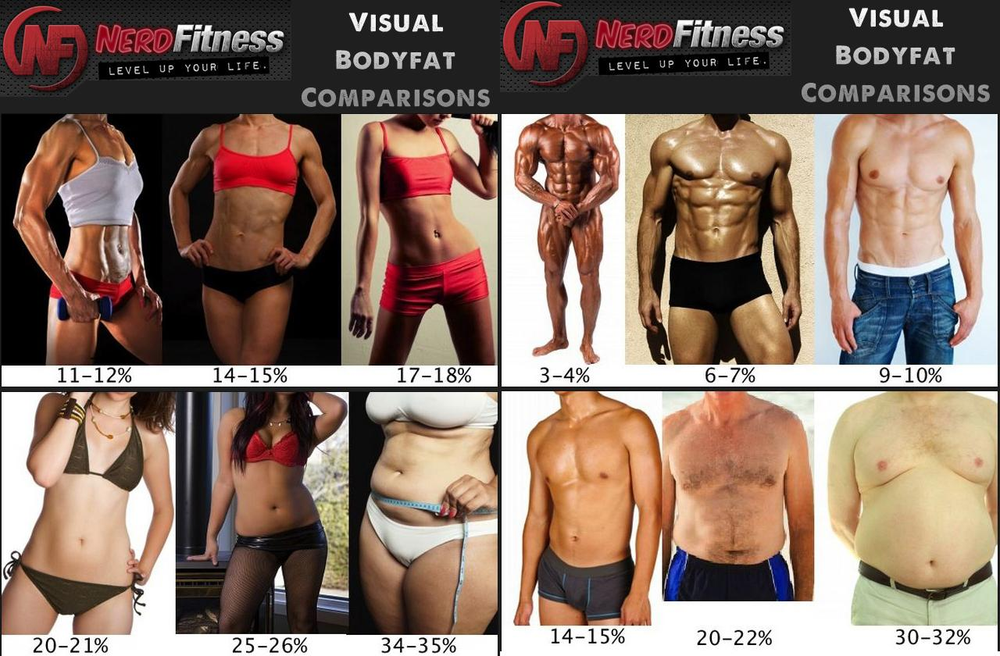 NF NERDFitness
LEVEL UP YOUR LIFE.
VISUAL
BODYFAT
COMPARISONS
11-12%
14-15%
17-18%
20-21%
25-26%
34-35%
NF NERDFitness
LEVEL UP YOUR LIFE.
VISUAL
BODYFAT
COMPARISONS
3-4%
6-7%
9-10%
14-15%
20-22%
30-32%